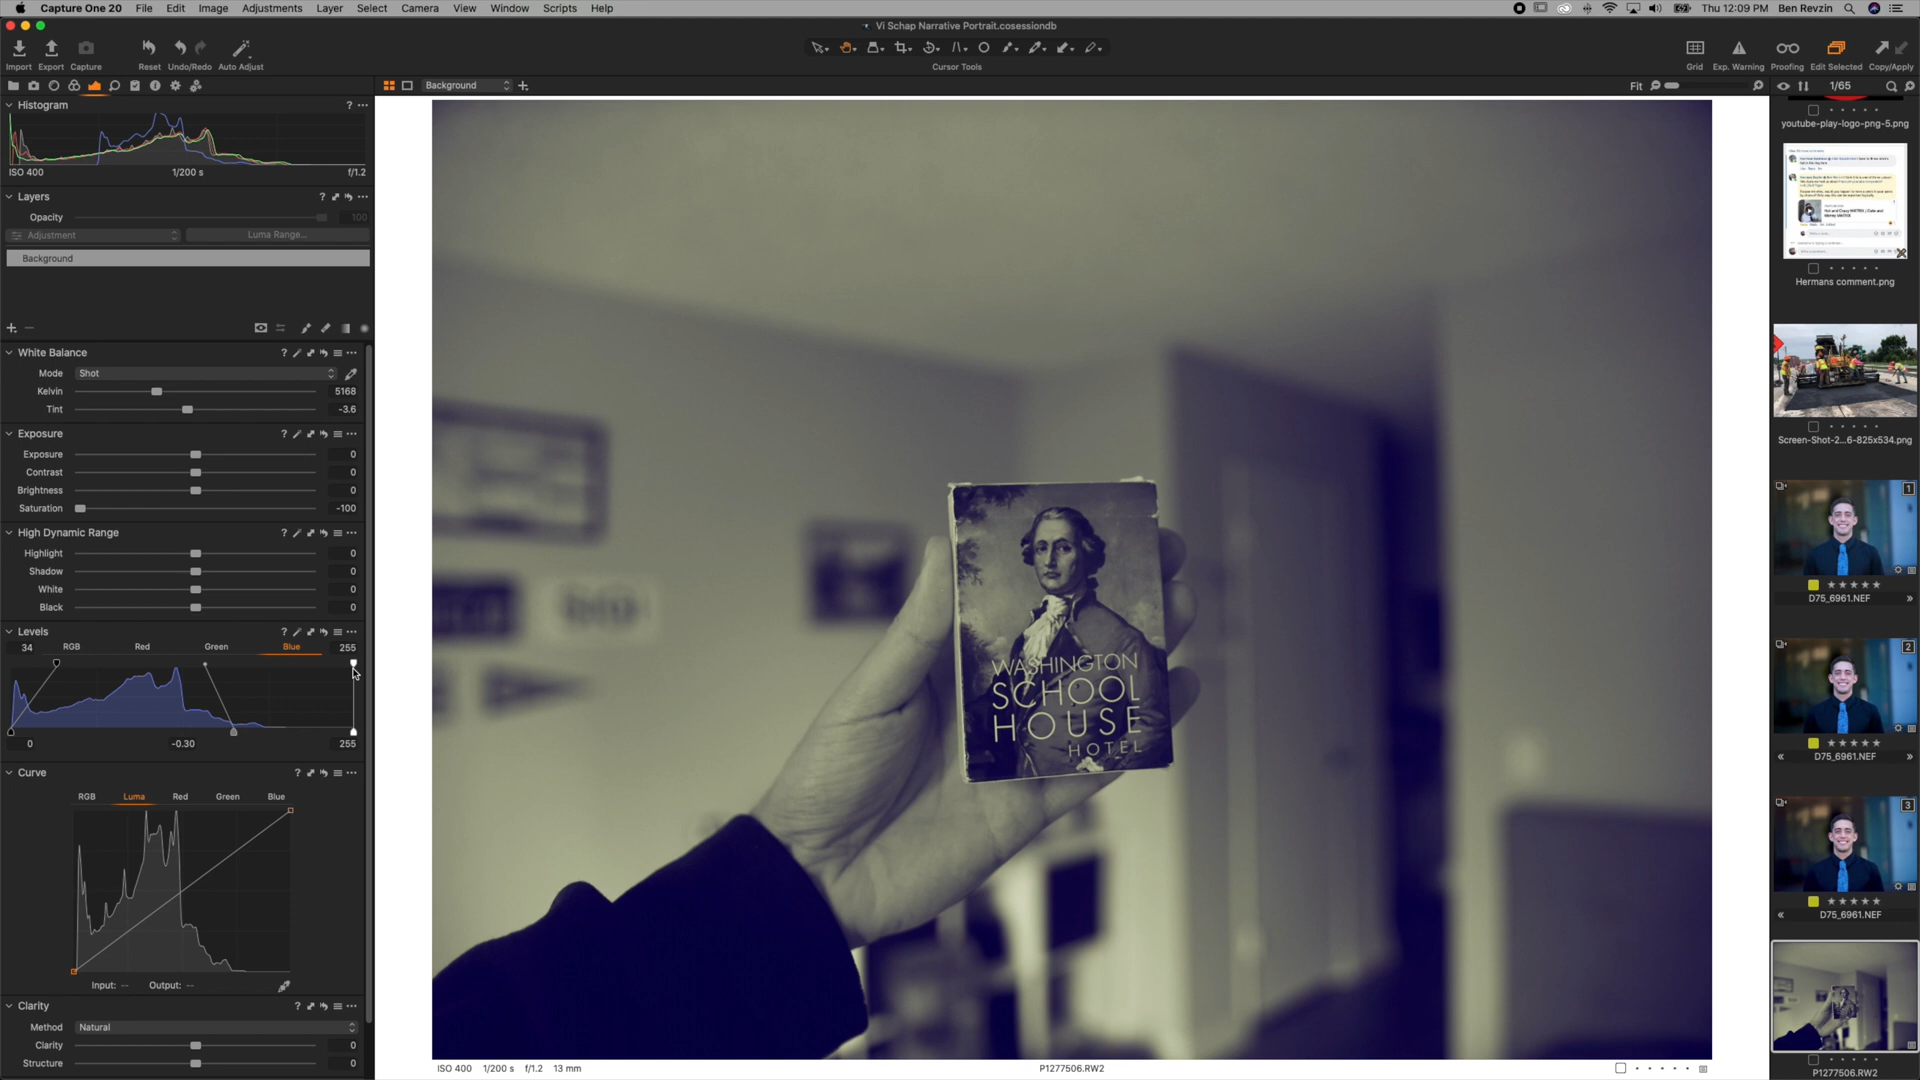 Capture One 20 File Edit Image Adjustments Layer Select Camera View Window Scripts Help
Thu 12:09 PM Ben Revzin
Vi Schap Narrative Portrait.cosessiondb
Import Export Capture Reset Undo/Redo Auto Adjust
Cursor Tools
Grid Exp. Warning Proofing Edit Selected Copy/Apply
Background
Fit
1/65
Histogram
ISO 400 1/200 s f/1.2
Layers
Opacity 100
Adjustment Luma Range...
Background
White Balance
Mode Shot
Kelvin 5168
Tint -3.6
Exposure
Exposure 0
Contrast 0
Brightness 0
Saturation -100
High Dynamic Range
Highlight 0
Shadow 0
White 0
Black 0
Levels
34 RGB Red Green Blue 255
0 -0.30 255
Curve
RGB Luma Red Green Blue
Input: -- Output: --
Clarity
Method Natural
Clarity 0
Structure 0
WASHINGTON
SCHOOL
HOUSE
HOTEL
ISO 400 1/200 s f/1.2 13 mm
P1277506.RW2
youtube-play-logo-png-5.png
Hermans comment.png
Screen-Shot-2...6-825x534.png
1
D75_6961.NEF
2
D75_6961.NEF
3
D75_6961.NEF
P1277506.RW2